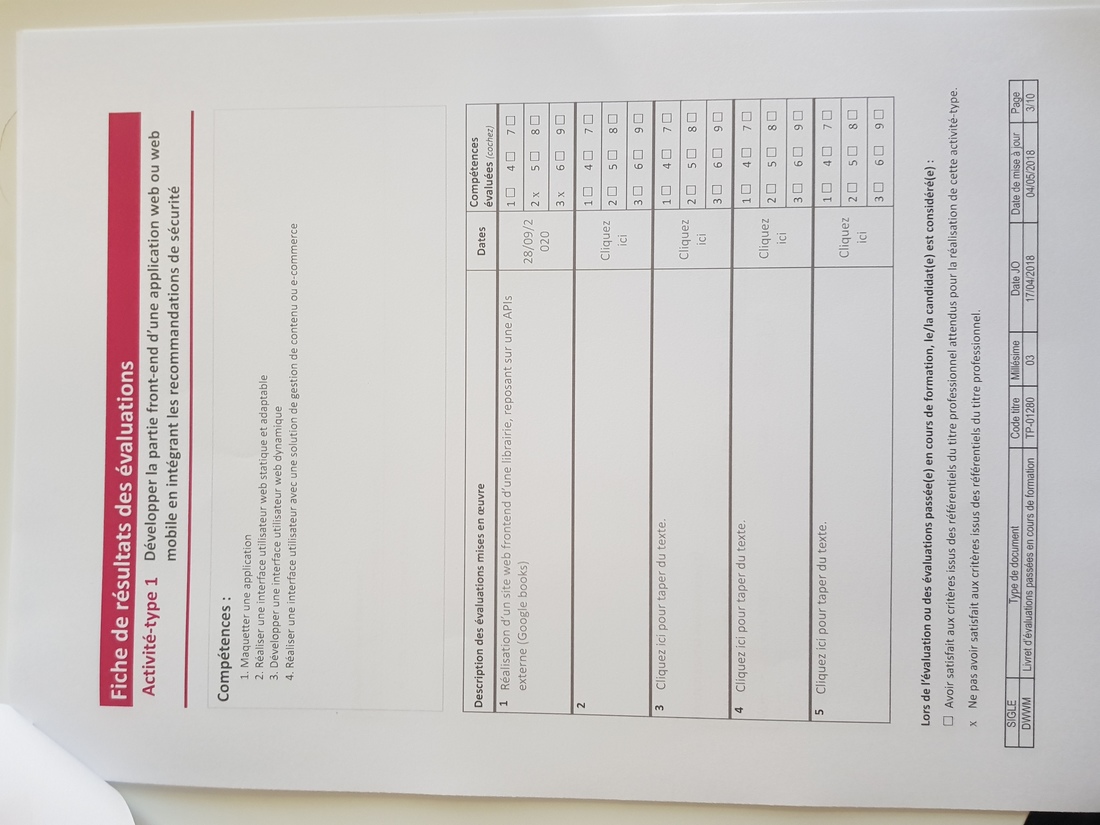 Fiche de résultats des évaluations
Activité-type 1 Développer la partie front-end d'une application web ou web
mobile en intégrant les recommandations de sécurité
Compétences :
1. Maquetter une application
2. Réaliser une interface utilisateur web statique et adaptable
3. Développer une interface utilisateur web dynamique
4. Réaliser une interface utilisateur avec une solution de gestion de contenu ou e-commerce
Description des évaluations mises en œuvre Dates Compétences
évaluées (cochez)
1 Réalisation d'un site web frontend d'une librairie, reposant sur une APIs
externe (Google books)
28/09/2
020
1 ☐ 4 ☐ 7 ☐
2 x 5 ☐ 8 ☐
3 x 6 ☐ 9 ☐
2
Cliquez
ici
1 ☐ 4 ☐ 7 ☐
2 ☐ 5 ☐ 8 ☐
3 ☐ 6 ☐ 9 ☐
3 Cliquez ici pour taper du texte.
Cliquez
ici
1 ☐ 4 ☐ 7 ☐
2 ☐ 5 ☐ 8 ☐
3 ☐ 6 ☐ 9 ☐
4 Cliquez ici pour taper du texte.
Cliquez
ici
1 ☐ 4 ☐ 7 ☐
2 ☐ 5 ☐ 8 ☐
3 ☐ 6 ☐ 9 ☐
5 Cliquez ici pour taper du texte.
Cliquez
ici
1 ☐ 4 ☐ 7 ☐
2 ☐ 5 ☐ 8 ☐
3 ☐ 6 ☐ 9 ☐
Lors de l'évaluation ou des évaluations passée(e) en cours de formation, le/la candidat(e) est considéré(e) :
☐ Avoir satisfait aux critères issus des référentiels du titre professionnel attendus pour la réalisation de cette activité-type.
x Ne pas avoir satisfait aux critères issus des référentiels du titre professionnel.
SIGLE Type de document Code titre Millésime Date JO Date de mise à jour Page
DWWM Livret d'évaluations passées en cours de formation TP-01280 03 17/04/2018 04/05/2018 3/10